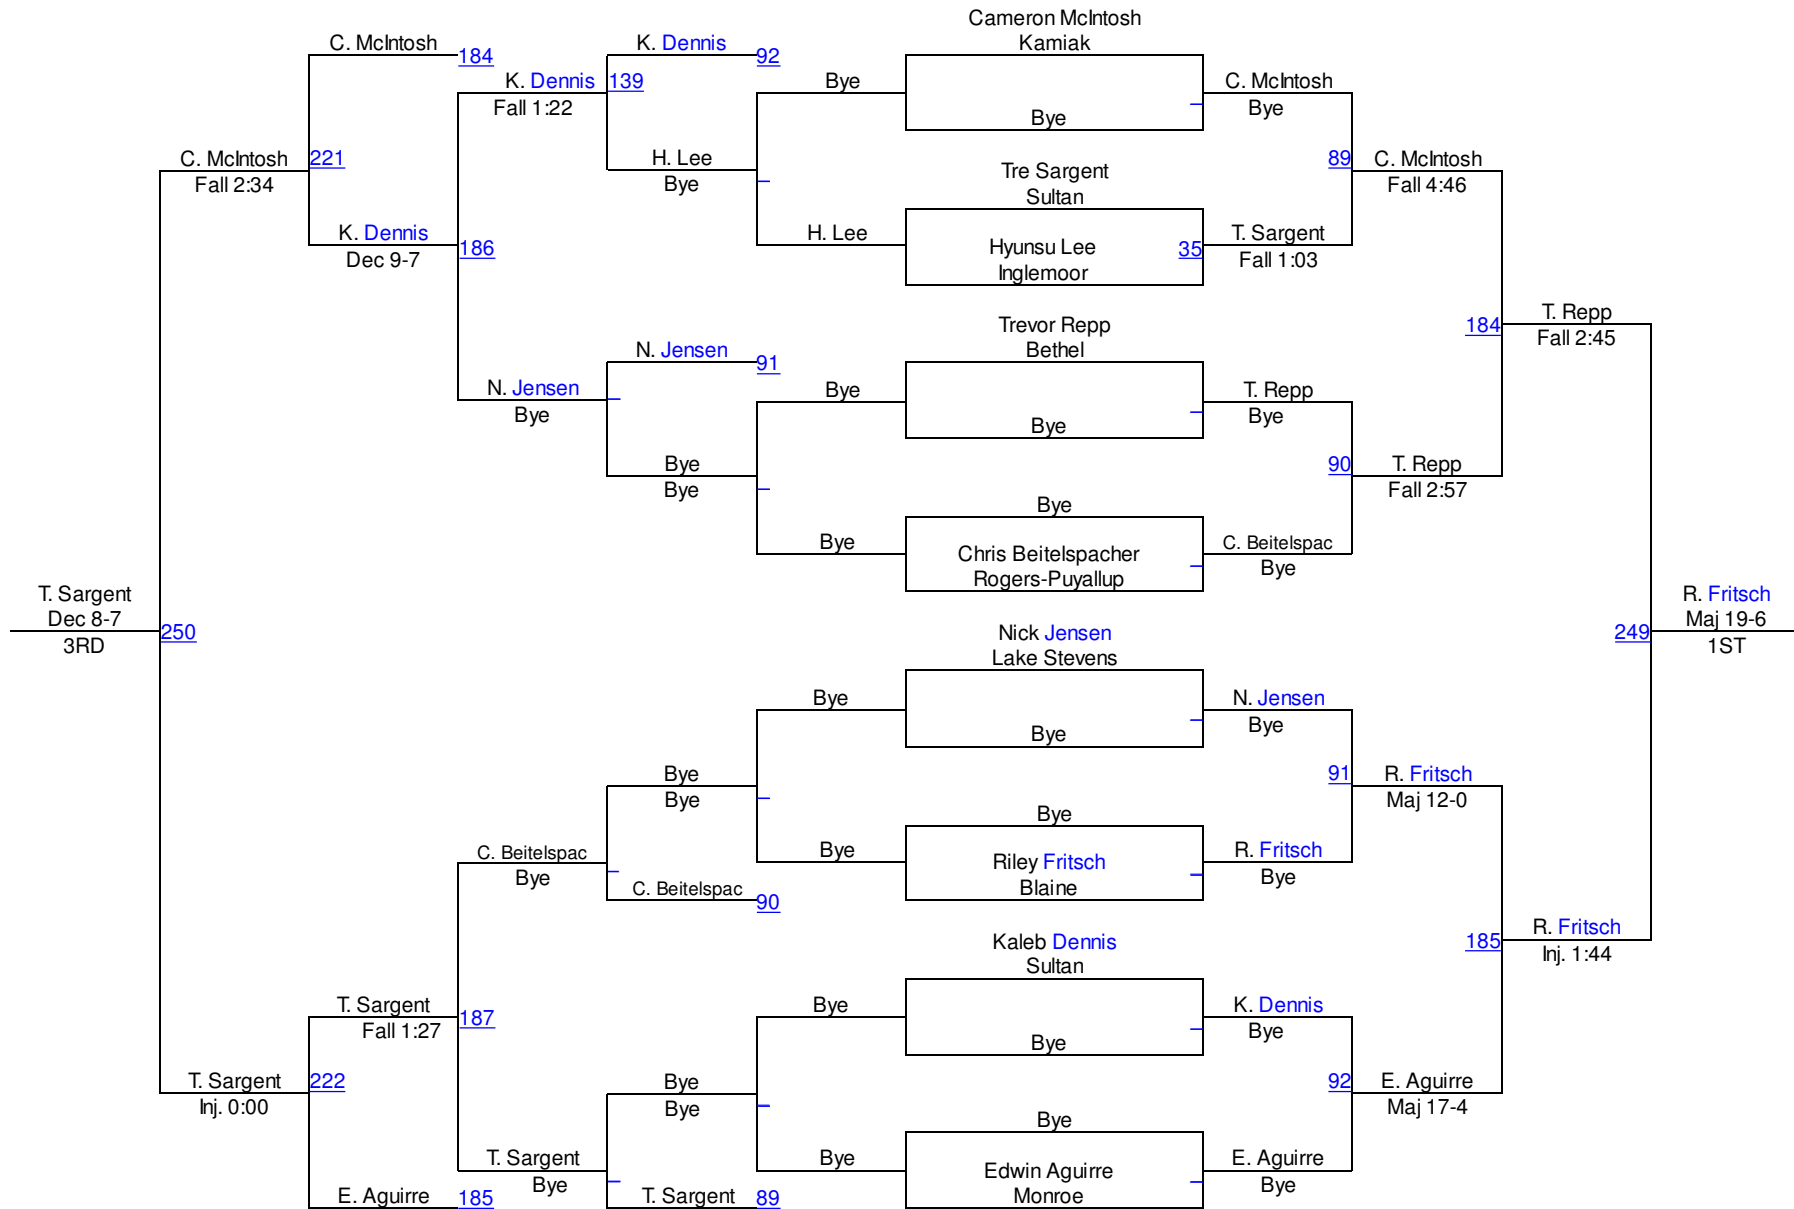 Cameron McIntosh
Kamiak
C. McIntosh
184
K. Dennis
92
K. Dennis
139
Fall 1:22
Bye
Bye
C. McIntosh
Bye
C. McIntosh
221
Fall 2:34
H. Lee
Bye
Tre Sargent
Sultan
89
C. McIntosh
Fall 4:46
K. Dennis
Dec 9-7
186
H. Lee
Hyunsu Lee
Inglemoor
35
T. Sargent
Fall 1:03
Trevor Repp
Bethel
184
T. Repp
Fall 2:45
N. Jensen
91
N. Jensen
Bye
Bye
Bye
T. Repp
Bye
Bye
Bye
90
T. Repp
Fall 2:57
Bye
Bye
Chris Beitelspacher
Rogers-Puyallup
C. Beitelspac
Bye
T. Sargent
Dec 8-7
3RD
250
Nick Jensen
Lake Stevens
249
R. Fritsch
Maj 19-6
1ST
Bye
Bye
N. Jensen
Bye
Bye
Bye
91
R. Fritsch
Maj 12-0
C. Beitelspac
Bye
Bye
Bye
Riley Fritsch
Blaine
R. Fritsch
Bye
C. Beitelspac
90
Kaleb Dennis
Sultan
185
R. Fritsch
Inj. 1:44
T. Sargent
Fall 1:27
187
Bye
Bye
K. Dennis
Bye
T. Sargent
Inj. 0:00
222
Bye
Bye
92
E. Aguirre
Maj 17-4
T. Sargent
Bye
Bye
Bye
Edwin Aguirre
Monroe
E. Aguirre
Bye
E. Aguirre
185
T. Sargent
89